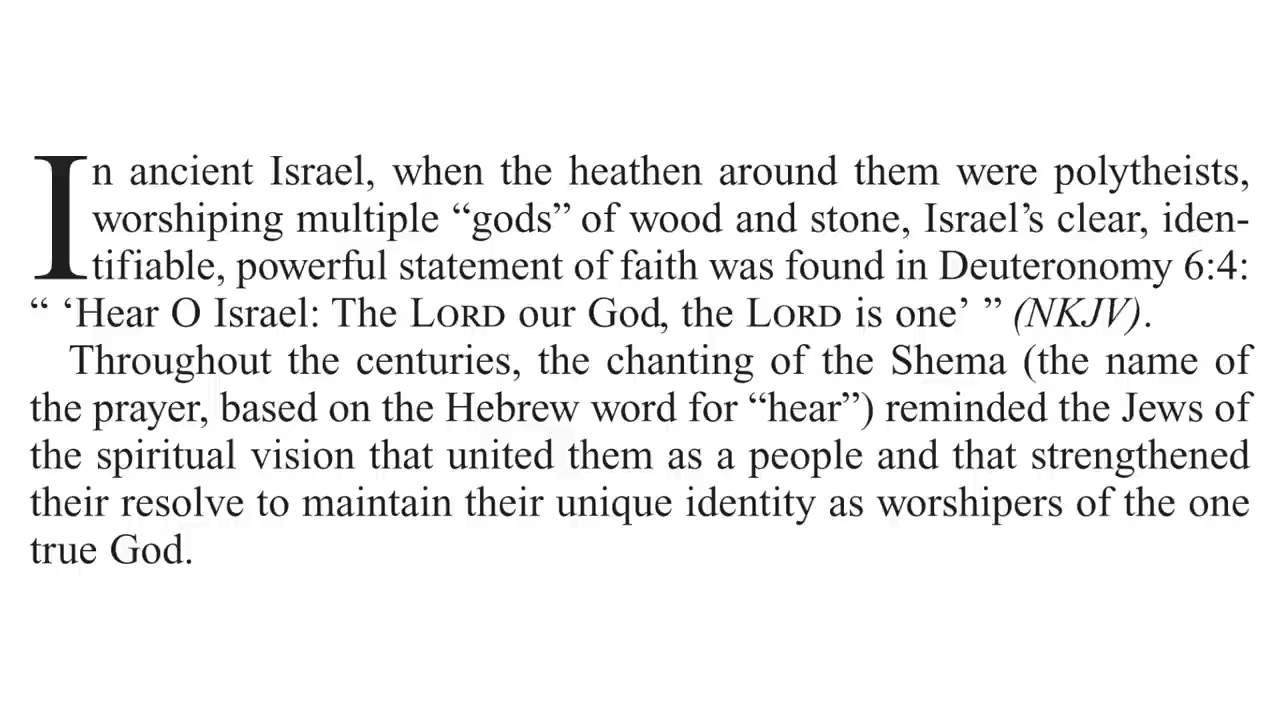 In ancient Israel, when the heathen around them were polytheists,
worshiping multiple “gods” of wood and stone, Israel’s clear, iden-
tifiable, powerful statement of faith was found in Deuteronomy 6:4:
“ ‘Hear O Israel: The LORD our God, the LORD is one’ ” (NKJV).
Throughout the centuries, the chanting of the Shema (the name of
the prayer, based on the Hebrew word for “hear”) reminded the Jews of
the spiritual vision that united them as a people and that strengthened
their resolve to maintain their unique identity as worshipers of the one
true God.